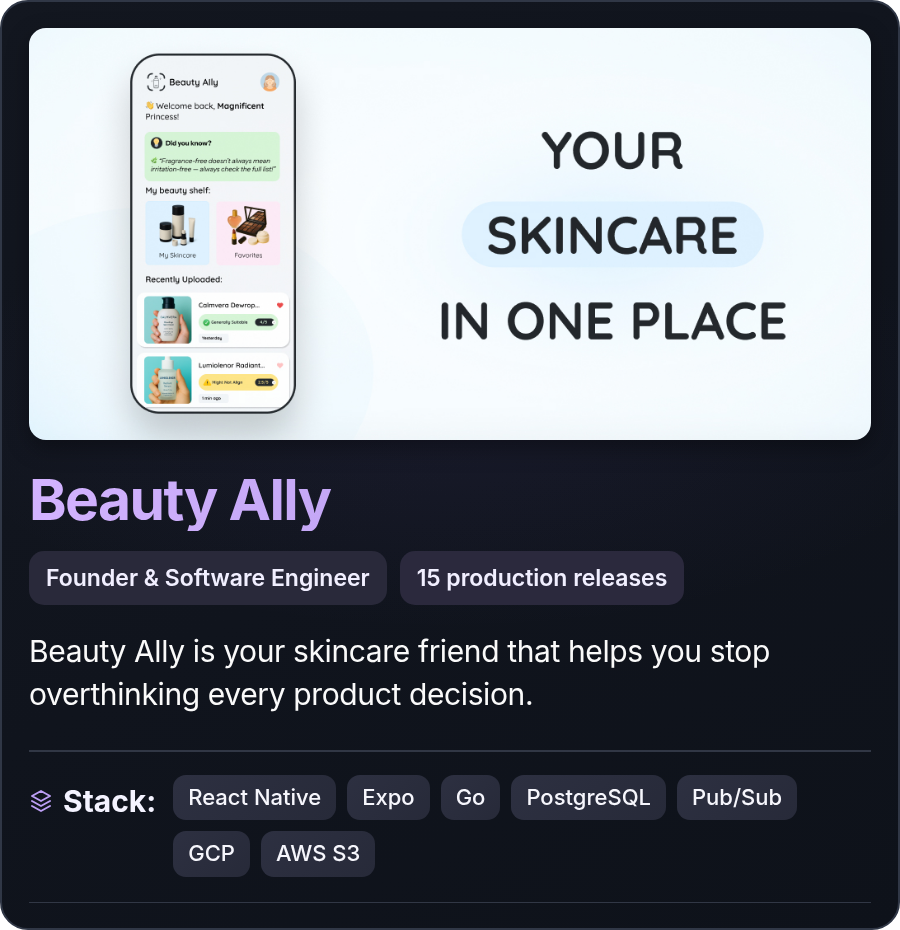 Beauty Ally
👋 Welcome back, Magnificent
Princess!
Did you know?
🌿 "Fragrance-free doesn't always mean
irritation-free — always check the full list!"
My beauty shelf:
My Skincare
Favorites
Recently Uploaded:
Calmvera Dewrop...
Generally Suitable
4/5
Yesterday
Lumiolenor Radiant...
Might Not Align
1 min ago
YOUR
SKINCARE
IN ONE PLACE
Beauty Ally
Founder & Software Engineer
15 production releases
Beauty Ally is your skincare friend that helps you stop
overthinking every product decision.
Stack:
React Native
Expo
Go
PostgreSQL
Pub/Sub
GCP
AWS S3